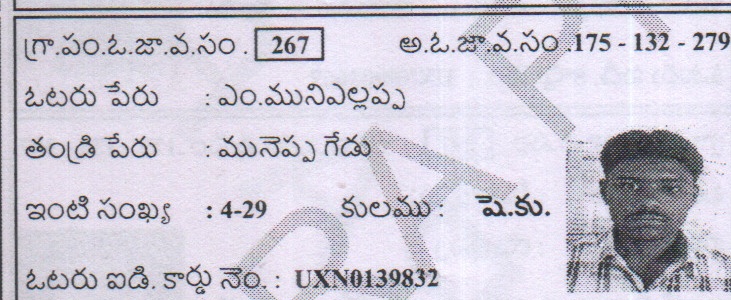 గ్రా.పం.ఓ.జా.వ.సం. 267 అ.ఓ.జా.వ.సం.175 - 132 - 279
ఓటరు పేరు : ఎం.మునిఎల్లప్ప
తండ్రి పేరు : మునెప్ప గేడు
ఇంటి సంఖ్య : 4-29 కులము : షె.కు.
ఓటరు ఐడి. కార్డు నెం. : UXN0139832